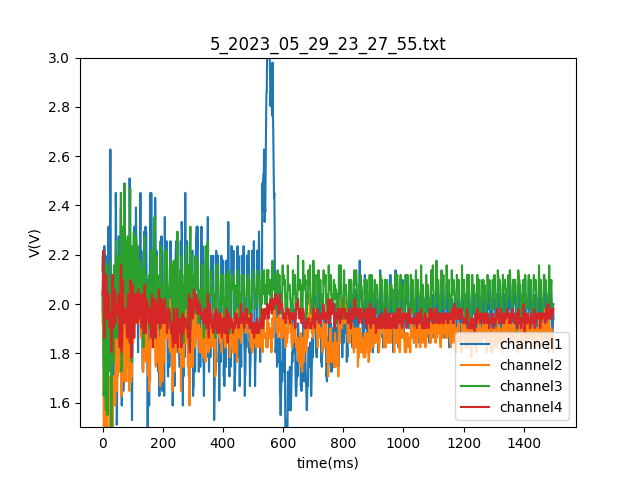 5_2023_05_29_23_27_55.txt
3.0
2.8
2.6
2.4
2.2
2.0
1.8
1.6
V(V)
channel1
channel2
channel3
channel4
0 200 400 600 800 1000 1200 1400
time(ms)